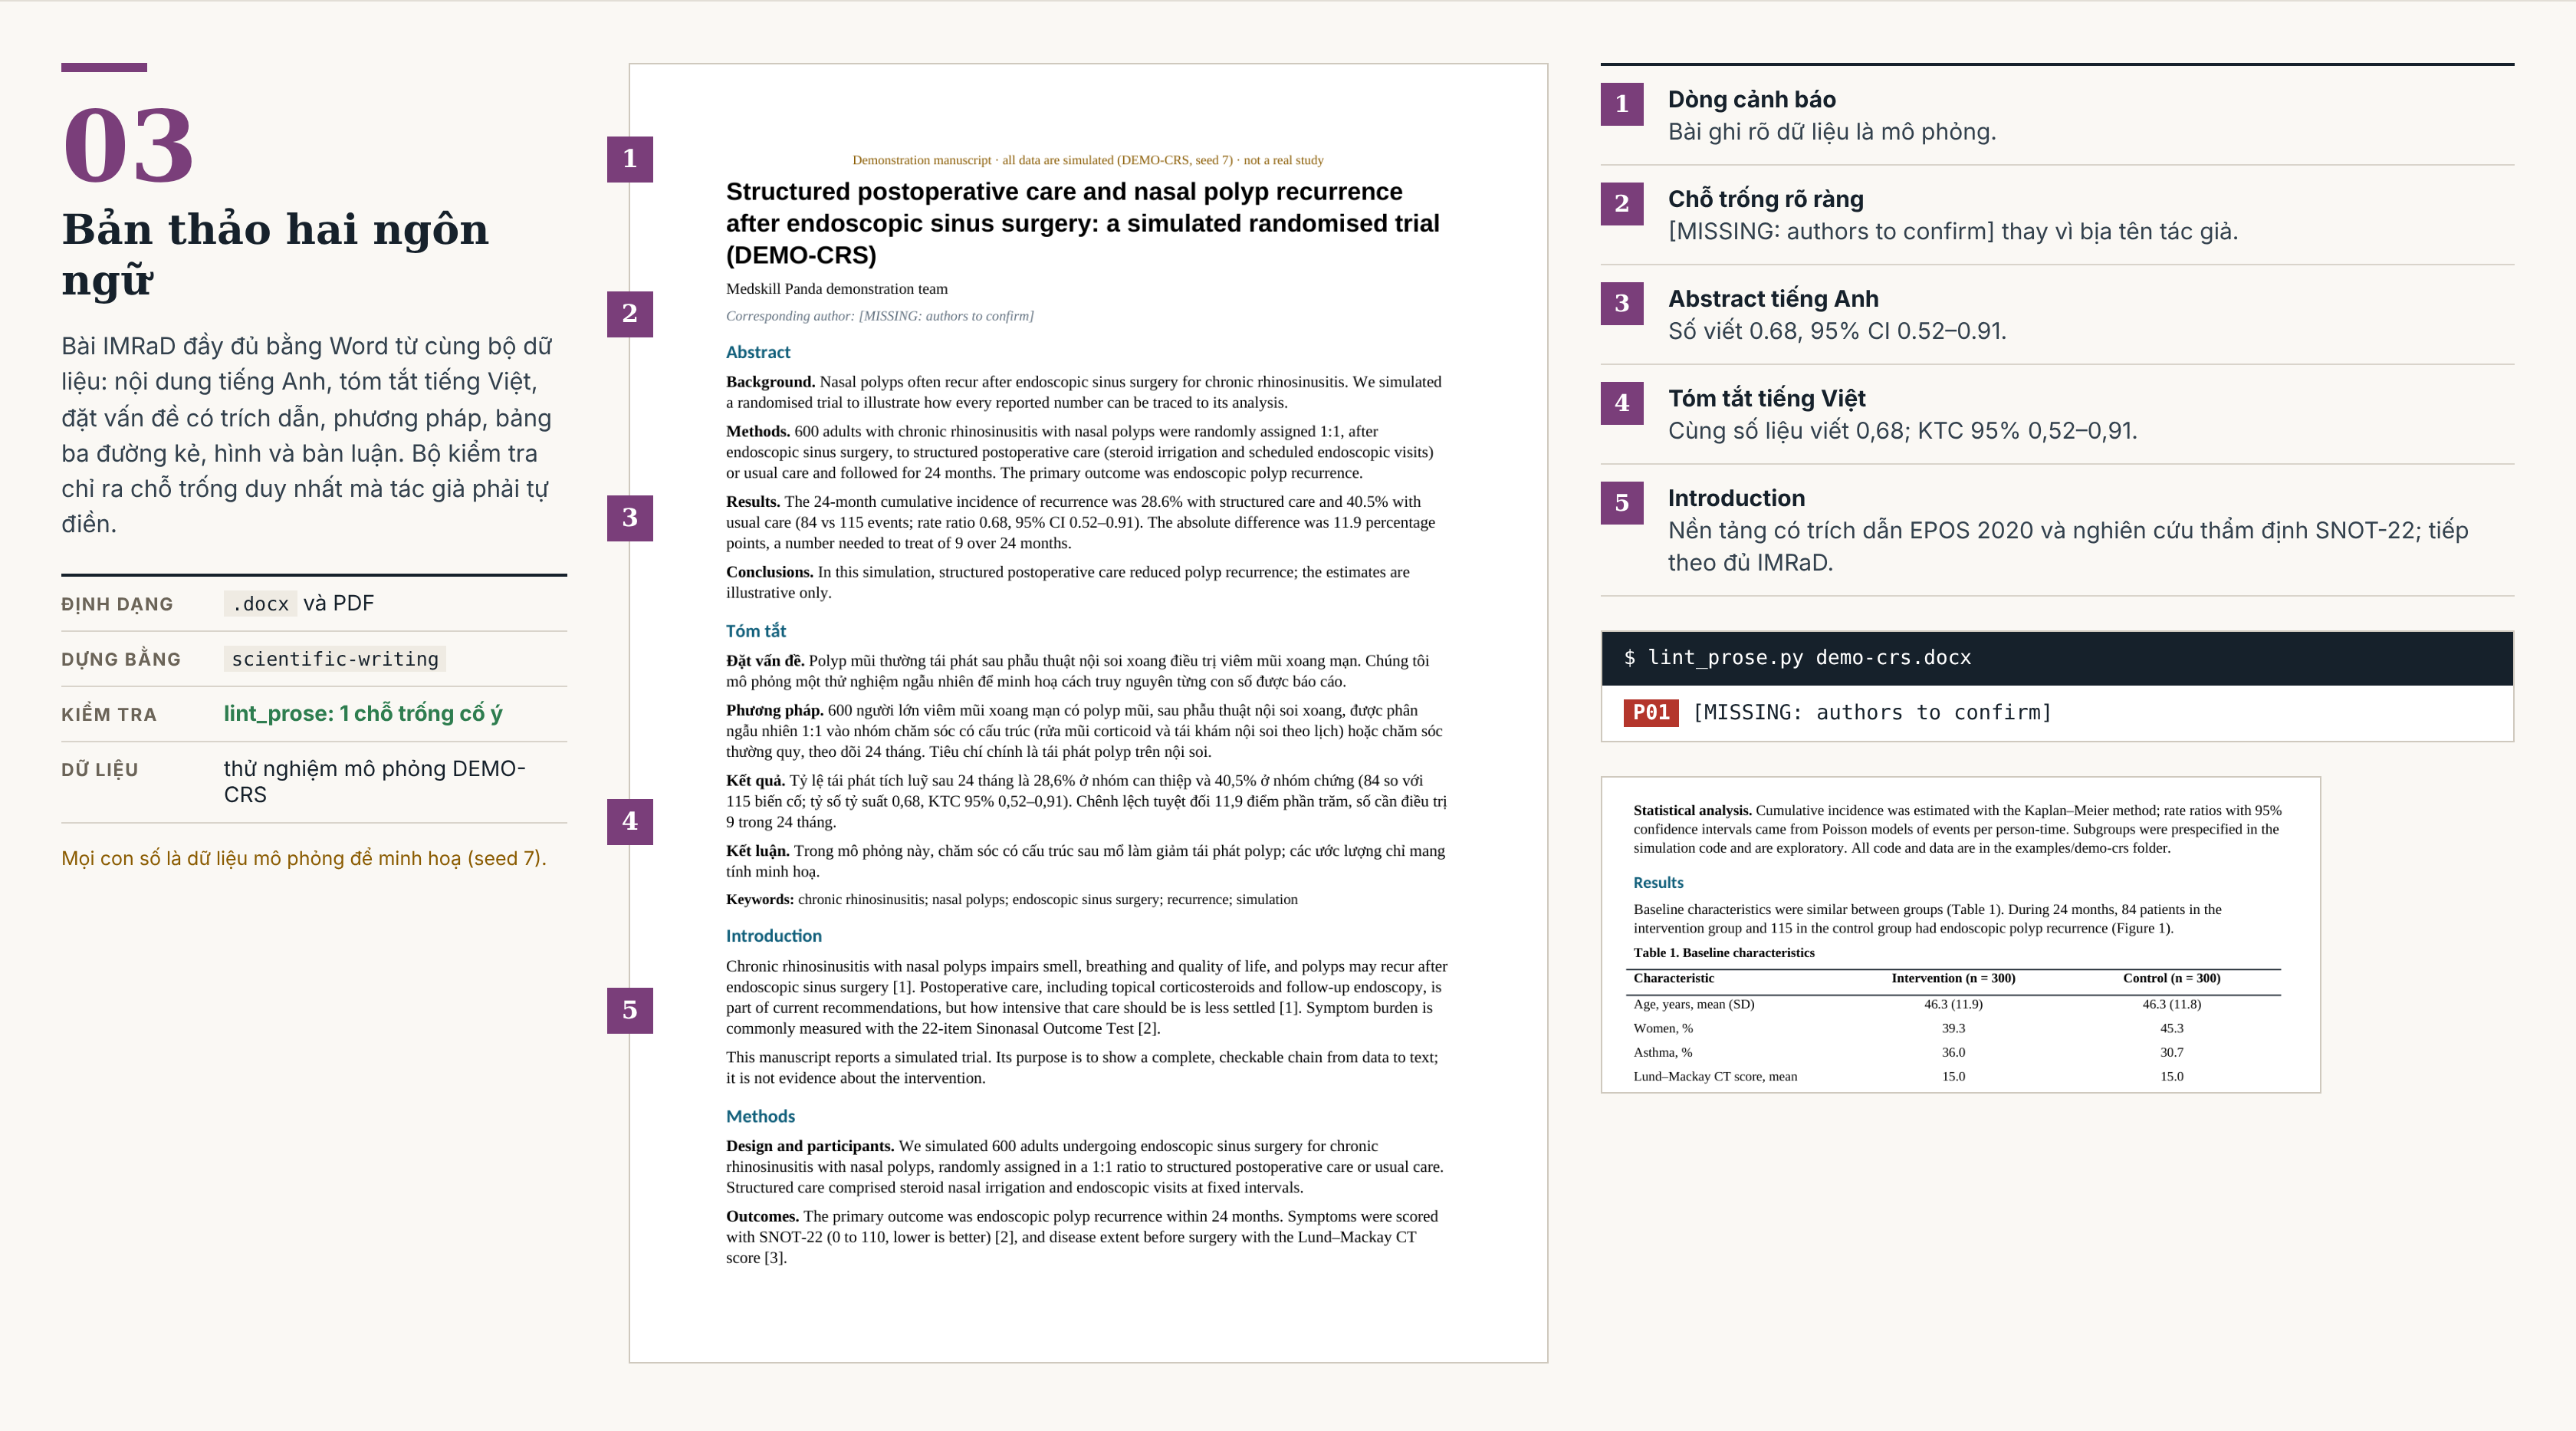 03
Bản thảo hai ngôn
ngữ
Bài IMRaD đầy đủ bằng Word từ cùng bộ dữ
liệu: nội dung tiếng Anh, tóm tắt tiếng Việt,
đặt vấn đề có trích dẫn, phương pháp, bảng
ba đường kẻ, hình và bàn luận. Bộ kiểm tra
chỉ ra chỗ trống duy nhất mà tác giả phải tự
điền.
ĐỊNH DẠNG .docx và PDF
DỰNG BẰNG scientific-writing
KIỂM TRA lint_prose: 1 chỗ trống cố ý
DỮ LIỆU thử nghiệm mô phỏng DEMO-
CRS
Mọi con số là dữ liệu mô phỏng để minh hoạ (seed 7).
1
Demonstration manuscript · all data are simulated (DEMO-CRS, seed 7) · not a real study
Structured postoperative care and nasal polyp recurrence
after endoscopic sinus surgery: a simulated randomised trial
(DEMO-CRS)
Medskill Panda demonstration team
2
Corresponding author: [MISSING: authors to confirm]
Abstract
Background. Nasal polyps often recur after endoscopic sinus surgery for chronic rhinosinusitis. We simulated
a randomised trial to illustrate how every reported number can be traced to its analysis.
Methods. 600 adults with chronic rhinosinusitis with nasal polyps were randomly assigned 1:1, after
endoscopic sinus surgery, to structured postoperative care (steroid irrigation and scheduled endoscopic visits)
or usual care and followed for 24 months. The primary outcome was endoscopic polyp recurrence.
3
Results. The 24-month cumulative incidence of recurrence was 28.6% with structured care and 40.5% with
usual care (84 vs 115 events; rate ratio 0.68, 95% CI 0.52–0.91). The absolute difference was 11.9 percentage
points, a number needed to treat of 9 over 24 months.
Conclusions. In this simulation, structured postoperative care reduced polyp recurrence; the estimates are
illustrative only.
Tóm tắt
Đặt vấn đề. Polyp mũi thường tái phát sau phẫu thuật nội soi xoang điều trị viêm mũi xoang mạn. Chúng tôi
mô phỏng một thử nghiệm ngẫu nhiên để minh hoạ cách truy nguyên từng con số được báo cáo.
Phương pháp. 600 người lớn viêm mũi xoang mạn có polyp mũi, sau phẫu thuật nội soi xoang, được phân
ngẫu nhiên 1:1 vào nhóm chăm sóc có cấu trúc (rửa mũi corticoid và tái khám nội soi theo lịch) hoặc chăm sóc
thường quy, theo dõi 24 tháng. Tiêu chí chính là tái phát polyp trên nội soi.
Kết quả. Tỷ lệ tái phát tích luỹ sau 24 tháng là 28,6% ở nhóm can thiệp và 40,5% ở nhóm chứng (84 so với
115 biến cố; tỷ số tỷ suất 0,68, KTC 95% 0,52–0,91). Chênh lệch tuyệt đối 11,9 điểm phần trăm, số cần điều trị
9 trong 24 tháng.
4
Kết luận. Trong mô phỏng này, chăm sóc có cấu trúc sau mổ làm giảm tái phát polyp; các ước lượng chỉ mang
tính minh hoạ.
Keywords: chronic rhinosinusitis; nasal polyps; endoscopic sinus surgery; recurrence; simulation
Introduction
Chronic rhinosinusitis with nasal polyps impairs smell, breathing and quality of life, and polyps may recur after
endoscopic sinus surgery [1]. Postoperative care, including topical corticosteroids and follow-up endoscopy, is
part of current recommendations, but how intensive that care should be is less settled [1]. Symptom burden is
commonly measured with the 22-item Sinonasal Outcome Test [2].
5
This manuscript reports a simulated trial. Its purpose is to show a complete, checkable chain from data to text;
it is not evidence about the intervention.
Methods
Design and participants. We simulated 600 adults undergoing endoscopic sinus surgery for chronic
rhinosinusitis with nasal polyps, randomly assigned in a 1:1 ratio to structured postoperative care or usual care.
Structured care comprised steroid nasal irrigation and endoscopic visits at fixed intervals.
Outcomes. The primary outcome was endoscopic polyp recurrence within 24 months. Symptoms were scored
with SNOT-22 (0 to 110, lower is better) [2], and disease extent before surgery with the Lund–Mackay CT
score [3].
1 Dòng cảnh báo
Bài ghi rõ dữ liệu là mô phỏng.
2 Chỗ trống rõ ràng
[MISSING: authors to confirm] thay vì bịa tên tác giả.
3 Abstract tiếng Anh
Số viết 0.68, 95% CI 0.52–0.91.
4 Tóm tắt tiếng Việt
Cùng số liệu viết 0,68; KTC 95% 0,52–0,91.
5 Introduction
Nền tảng có trích dẫn EPOS 2020 và nghiên cứu thẩm định SNOT-22; tiếp
theo đủ IMRaD.
$ lint_prose.py demo-crs.docx
P01 [MISSING: authors to confirm]
Statistical analysis. Cumulative incidence was estimated with the Kaplan–Meier method; rate ratios with 95%
confidence intervals came from Poisson models of events per person-time. Subgroups were prespecified in the
simulation code and are exploratory. All code and data are in the examples/demo-crs folder.
Results
Baseline characteristics were similar between groups (Table 1). During 24 months, 84 patients in the
intervention group and 115 in the control group had endoscopic polyp recurrence (Figure 1).
Table 1. Baseline characteristics
Characteristic Intervention (n = 300) Control (n = 300)
Age, years, mean (SD) 46.3 (11.9) 46.3 (11.8)
Women, % 39.3 45.3
Asthma, % 36.0 30.7
Lund–Mackay CT score, mean 15.0 15.0